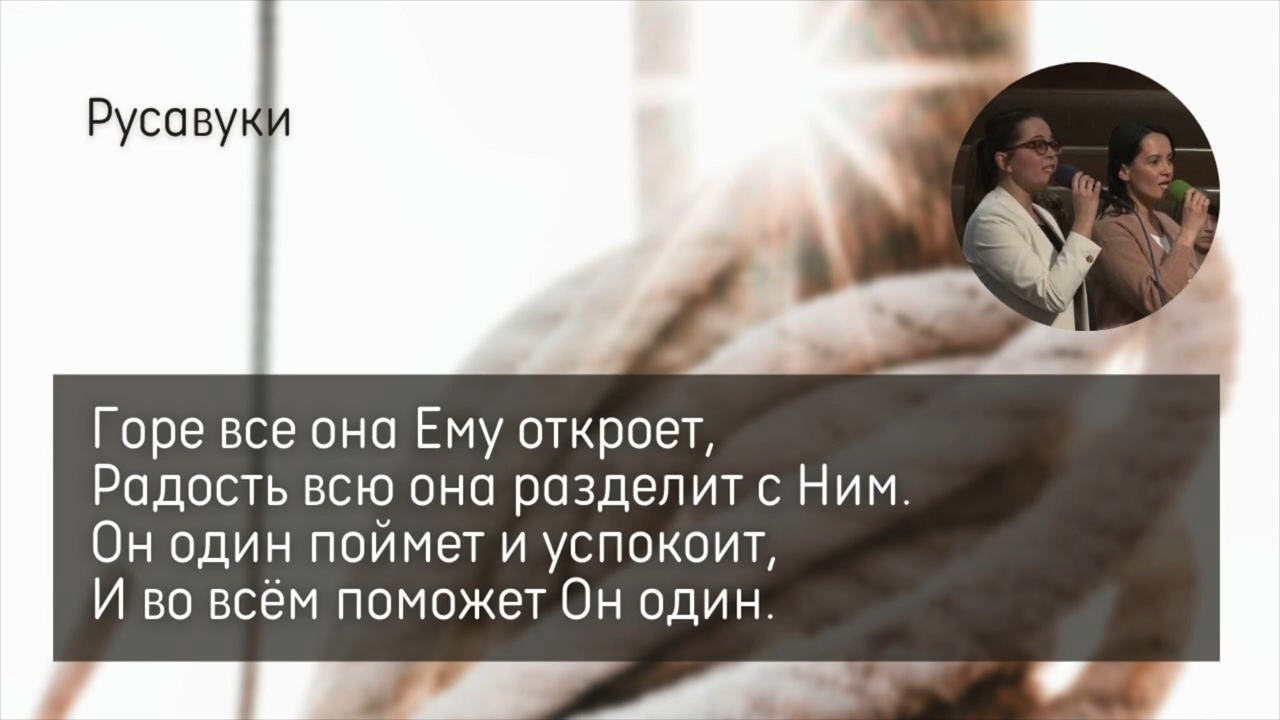 Русавуки
Горе все она Ему откроет,
Радость всю она разделит с Ним.
Он один поймет и успокоит,
И во всём поможет Он один.